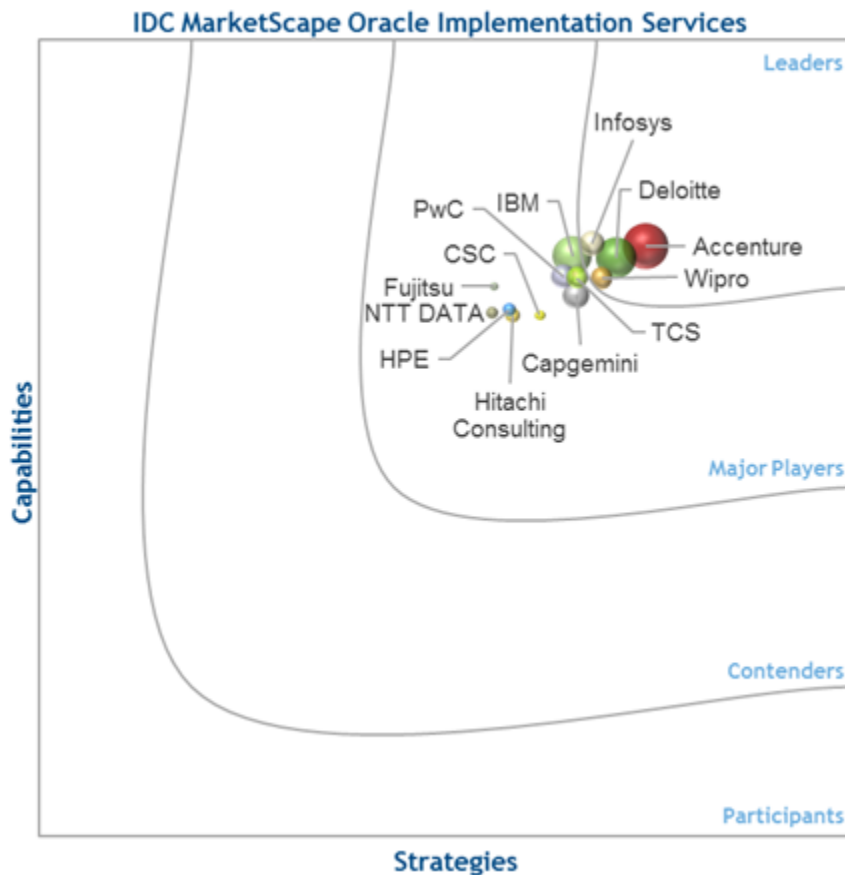 IDC MarketScape Oracle Implementation Services
Leaders
Infosys
Deloitte
IBM
PwC
Accenture
CSC
Wipro
Fujitsu
NTT DATA
TCS
HPE
Capgemini
Hitachi
Consulting
Major Players
Capabilities
Contenders
Participants
Strategies